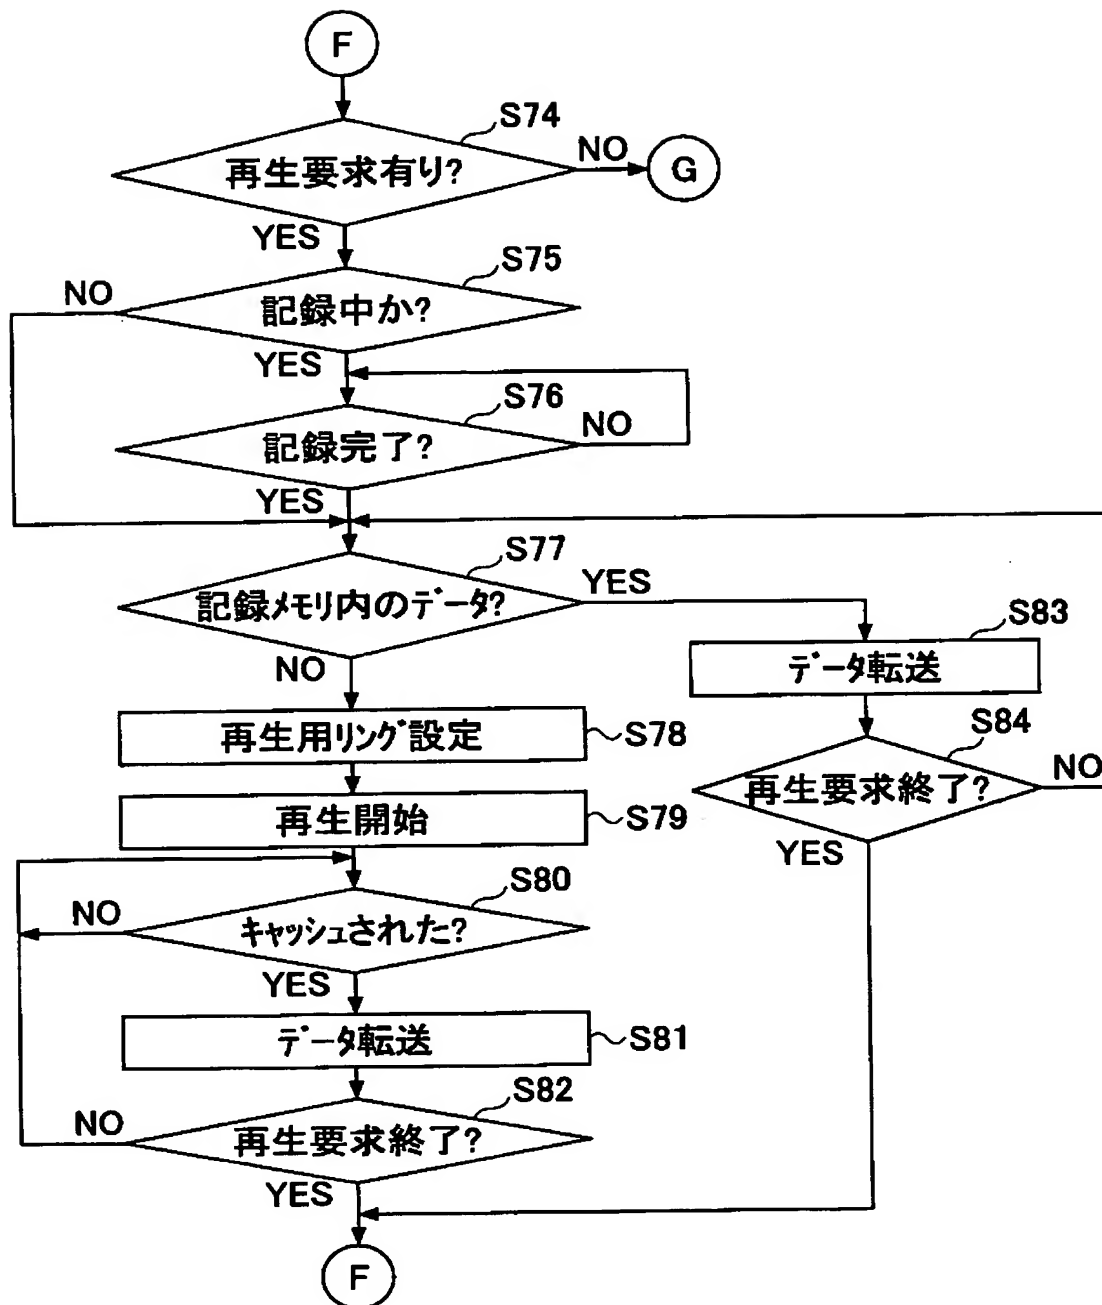 F
S74
再生要求有り?
NO
G
YES
S75
NO
記録中か?
YES
S76
記録完了?
NO
YES
S77
記録メモリ内のデータ?
YES
NO
S83
データ転送
再生用リング設定
S78
S84
再生要求終了?
NO
再生開始
S79
YES
S80
NO
キャッシュされた?
YES
データ転送
S81
S82
NO
再生要求終了?
YES
F